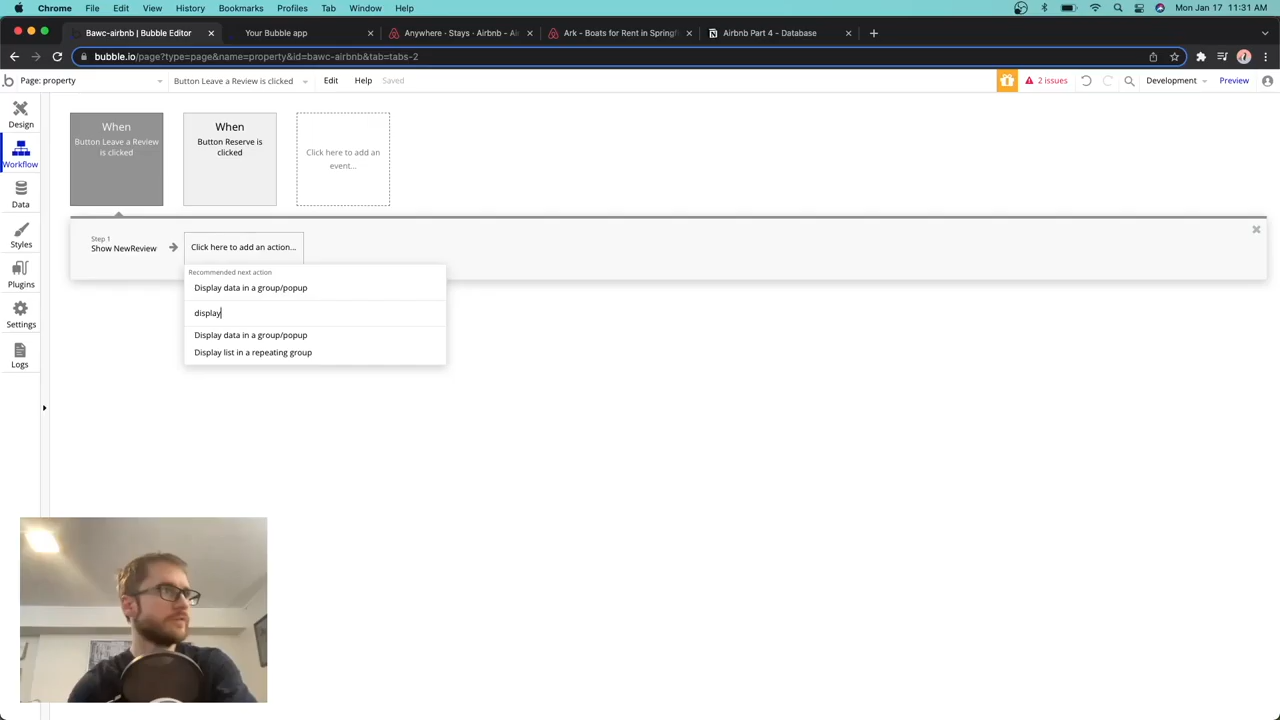 Chrome File Edit View History Bookmarks Profiles Tab Window Help
Mon Jan 17 11:31 AM
Bawc-airbnb | Bubble Editor
Your Bubble app
Anywhere · Stays · Airbnb - Ai
Ark - Boats for Rent in Springf
Airbnb Part 4 - Database
bubble.io/page?type=page&name=property&id=bawc-airbnb&tab=tabs-2
Page: property
Button Leave a Review is clicked
Edit
Help
Saved
2 issues
Development
Preview
Design
Workflow
Data
Styles
Plugins
Settings
Logs
When
Button Leave a Review
is clicked
When
Button Reserve is
clicked
Click here to add an
event...
Step 1
Show NewReview
Click here to add an action...
Recommended next action
Display data in a group/popup
display
Display data in a group/popup
Display list in a repeating group